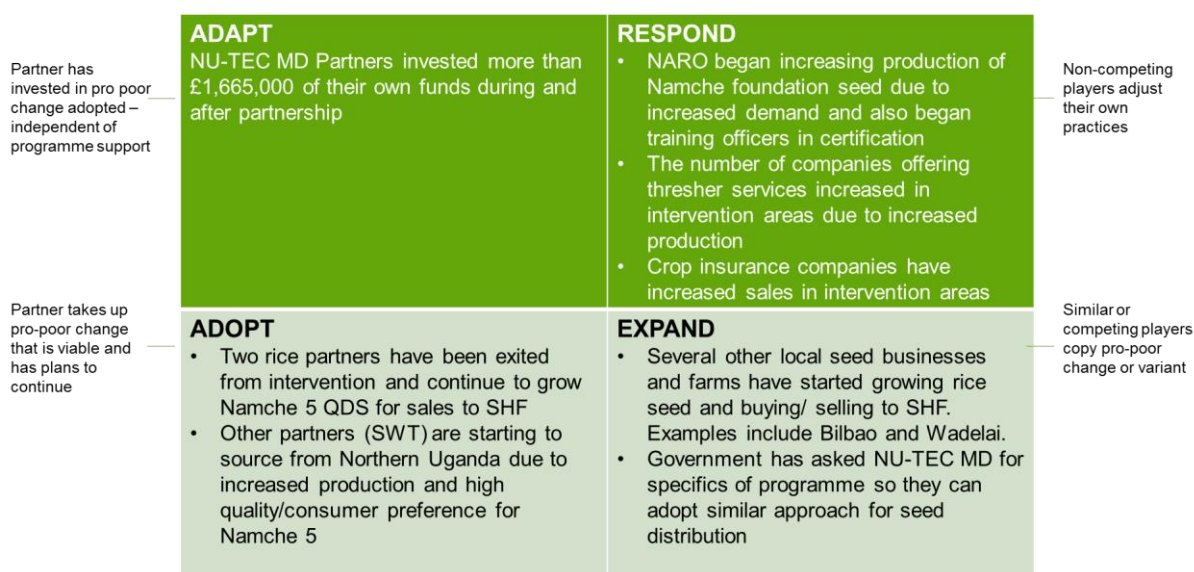 Partner has
invested in pro poor
change adopted –
independent of
programme support
ADAPT
NU-TEC MD Partners invested more than
£1,665,000 of their own funds during and
after partnership
RESPOND
• NARO began increasing production of
Namche foundation seed due to
increased demand and also began
training officers in certification
• The number of companies offering
thresher services increased in
intervention areas due to increased
production
• Crop insurance companies have
increased sales in intervention areas
Non-competing
players adjust
their own
practices
Partner takes up
pro-poor change
that is viable and
has plans to
continue
ADOPT
• Two rice partners have been exited
from intervention and continue to grow
Namche 5 QDS for sales to SHF
• Other partners (SWT) are starting to
source from Northern Uganda due to
increased production and high
quality/consumer preference for
Namche 5
EXPAND
• Several other local seed businesses
and farms have started growing rice
seed and buying/ selling to SHF.
Examples include Bilbao and Wadelai.
• Government has asked NU-TEC MD for
specifics of programme so they can
adopt similar approach for seed
distribution
Similar or
competing players
copy pro-poor
change or variant